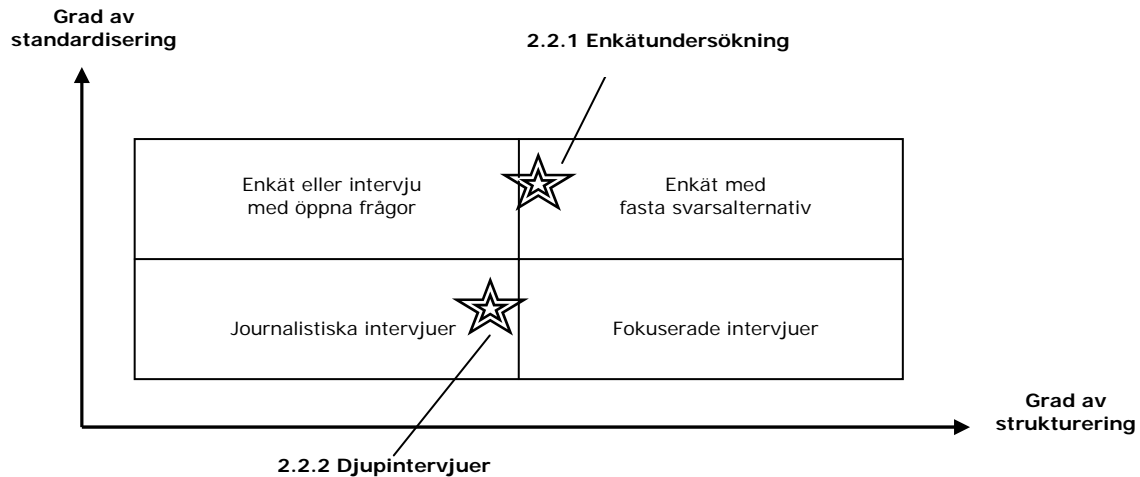 Grad av
standardisering
2.2.1 Enkätundersökning
Enkät eller intervju
med öppna frågor
Enkät med
fasta svarsalternativ
Journalistiska intervjuer
Fokuserade intervjuer
Grad av
strukturering
2.2.2 Djupintervjuer